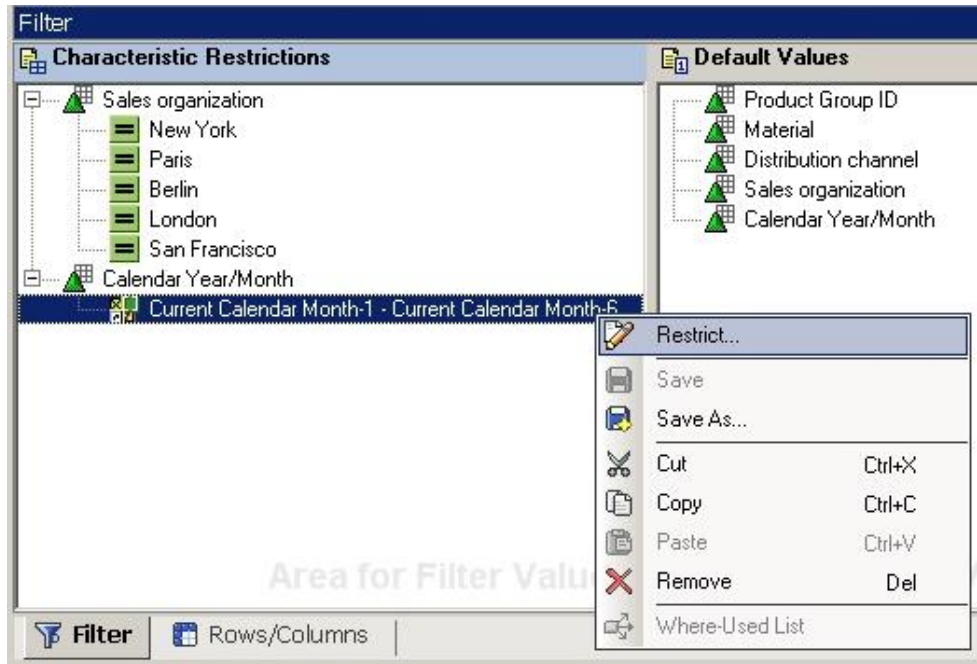 Filter
Characteristic Restrictions
Sales organization
New York
Paris
Berlin
London
San Francisco
Calendar Year/Month
Current Calendar Month-1 - Current Calendar Month-6
Default Values
Product Group ID
Material
Distribution channel
Sales organization
Calendar Year/Month
Restrict...
Save
Save As...
Cut Ctrl+X
Copy Ctrl+C
Paste Ctrl+V
Remove Del
Where-Used List
Area for Filter Valu
Filter
Rows/Columns